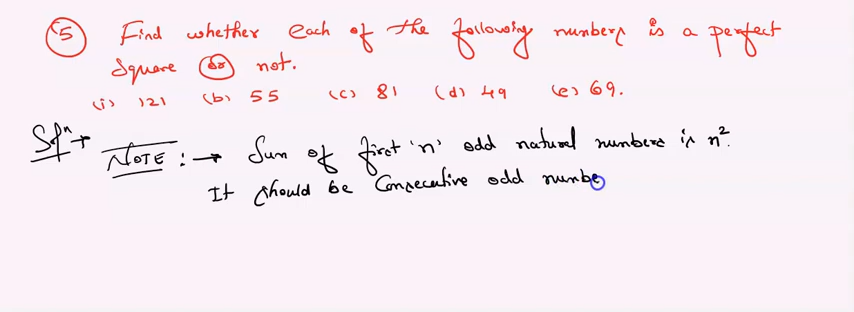 5 Find whether each of the following numbers is a perfect
square or not.
(i) 121 (b) 55 (c) 81 (d) 49 (e) 69.
Solⁿ→ NOTE :→ Sum of first 'n' odd natural numbers is n².
It should be Consecutive odd numbe